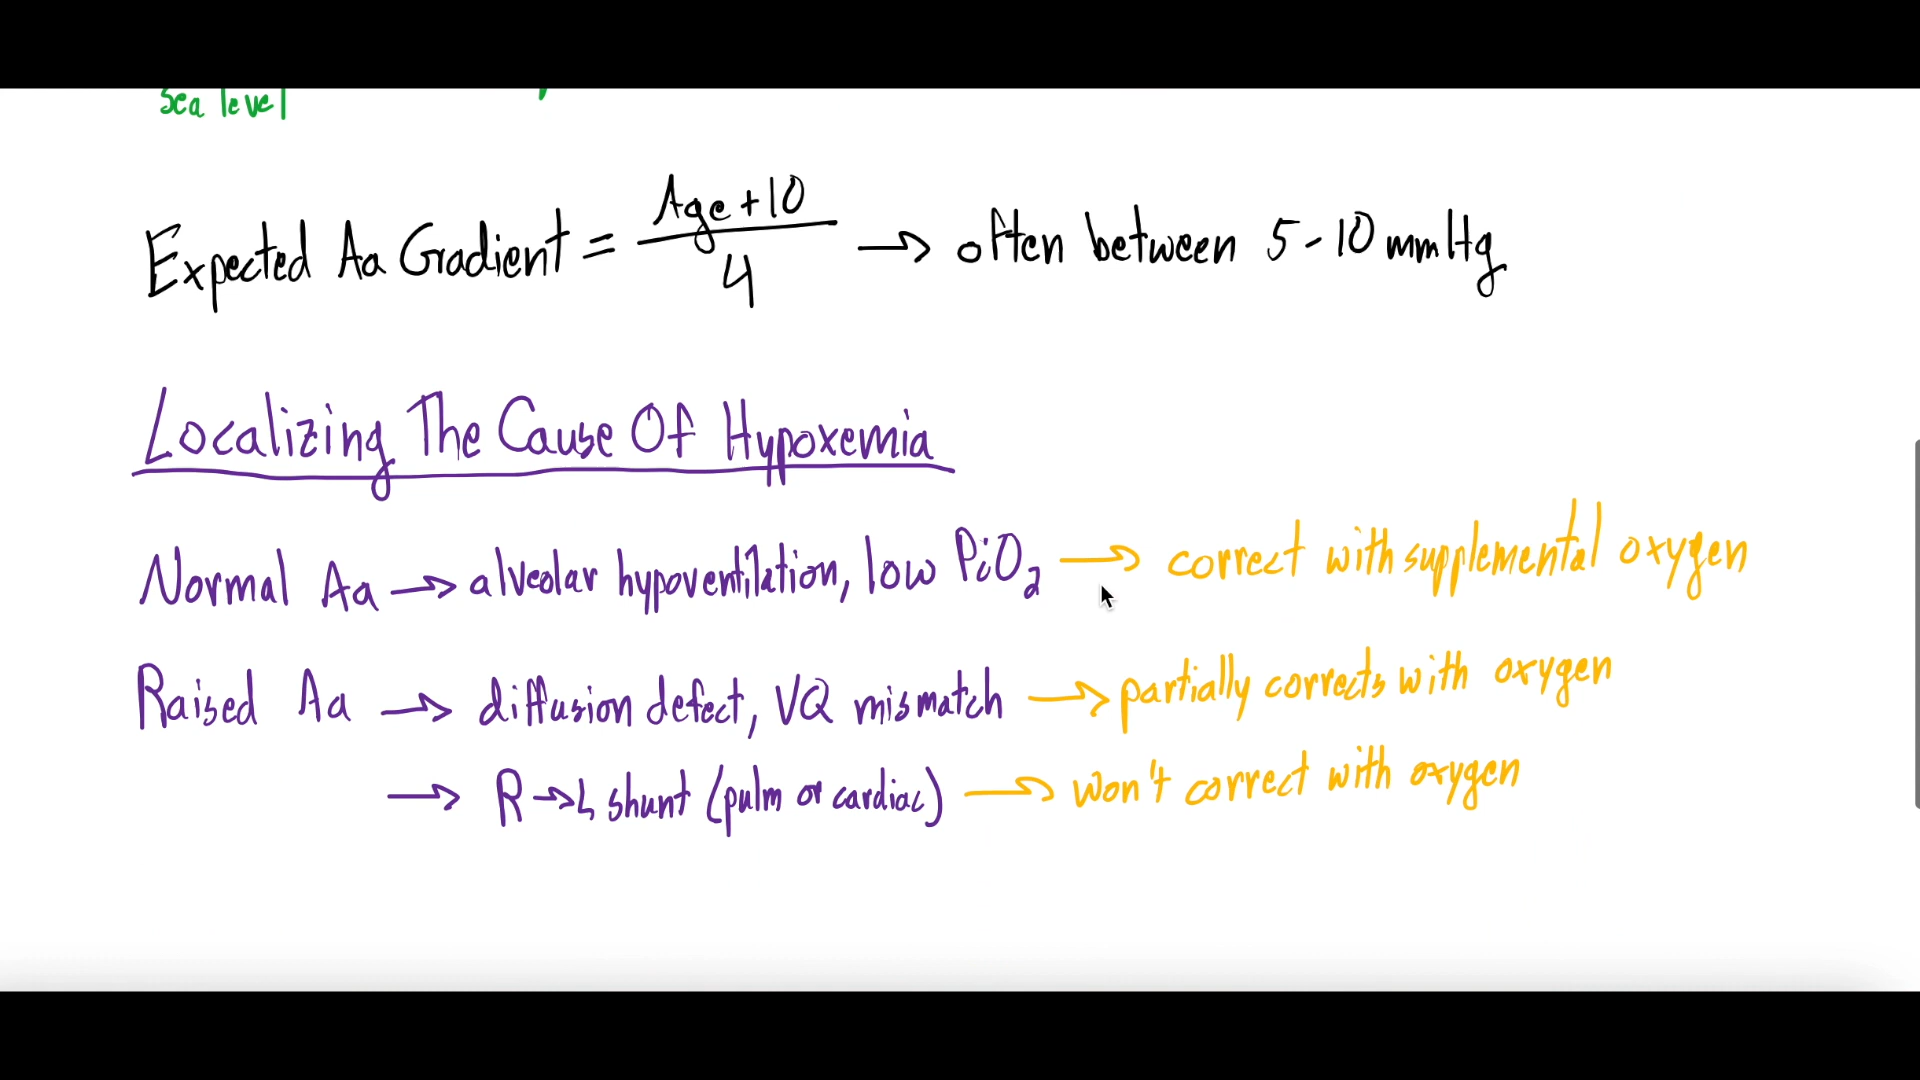 Sea level
Expected Aa Gradient = Age + 10 / 4 → often between 5 - 10 mmHg
Localizing The Cause Of Hypoxemia
Normal Aa → alveolar hypoventilation, low PiO₂ → correct with supplemental oxygen
Raised Aa → diffusion defect, VQ mismatch → partially corrects with oxygen
→ R → L shunt (pulm or cardiac) → won't correct with oxygen